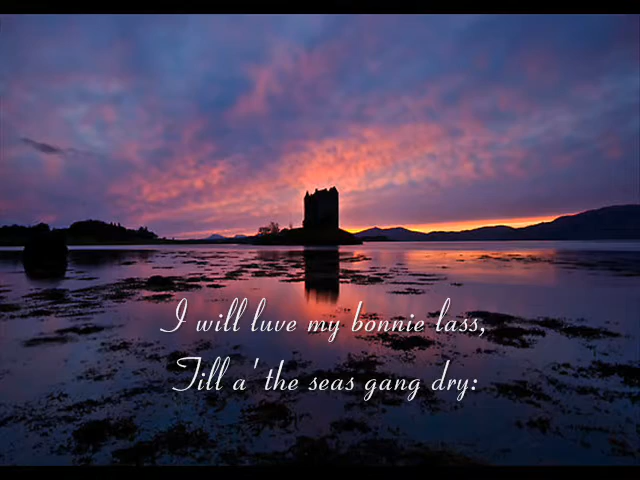 I will luve my bonnie lass,
Till a' the seas gang dry: